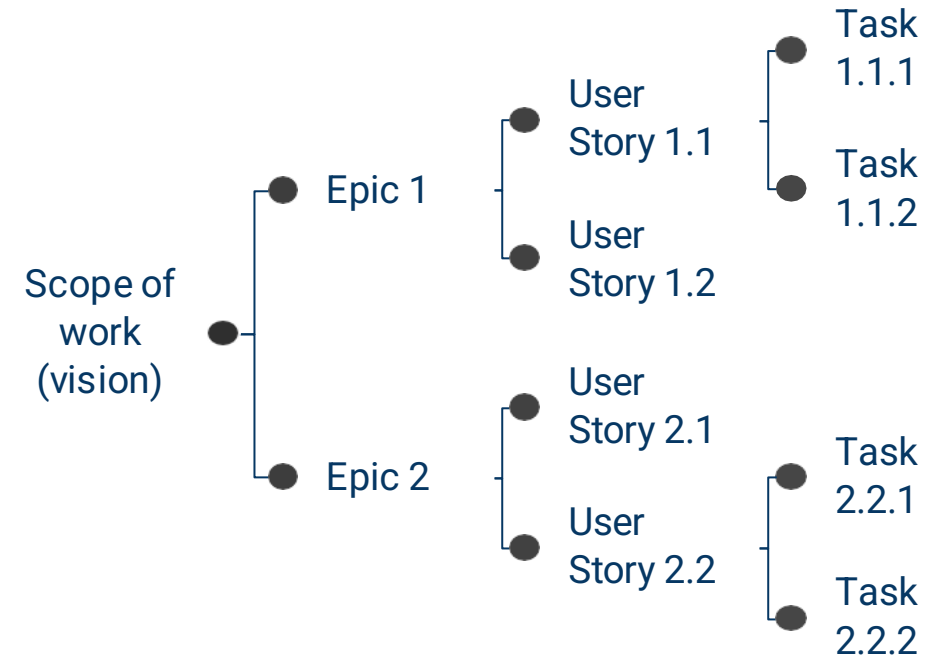 Scope of
work
(vision)
Epic 1
User
Story 1.1
Task
1.1.1
Task
1.1.2
User
Story 1.2
Epic 2
User
Story 2.1
User
Story 2.2
Task
2.2.1
Task
2.2.2